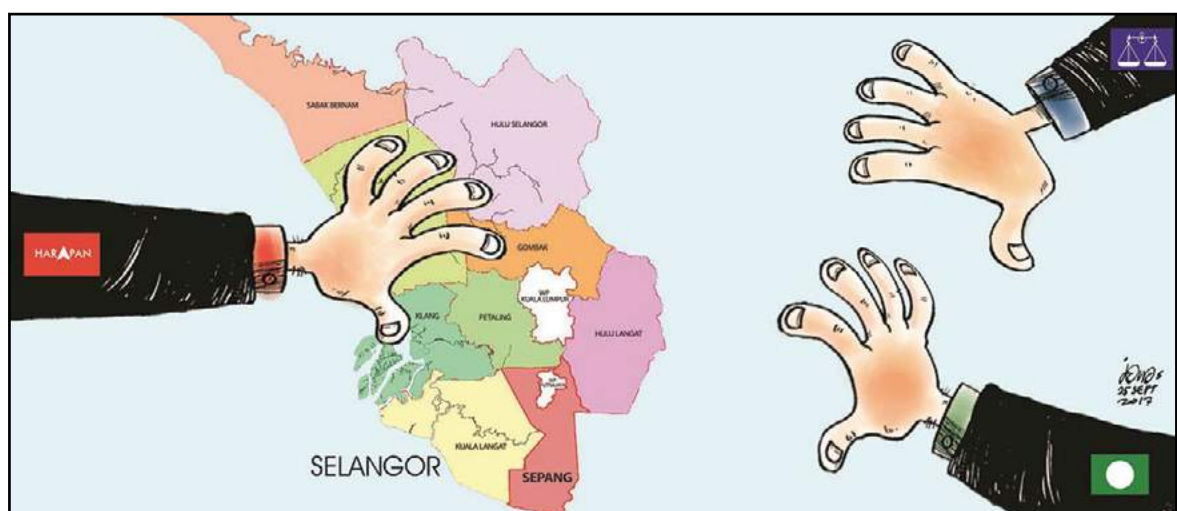 SABAK BERNAM
HULU SELANGOR
HARAPAN
GOMBAK
WP
KUALA LUMPUR
KLANG
PETALING
HULU LANGAT
WP
KUALA LANGAT
SELANGOR
SEPANG
25 SEPT
2017